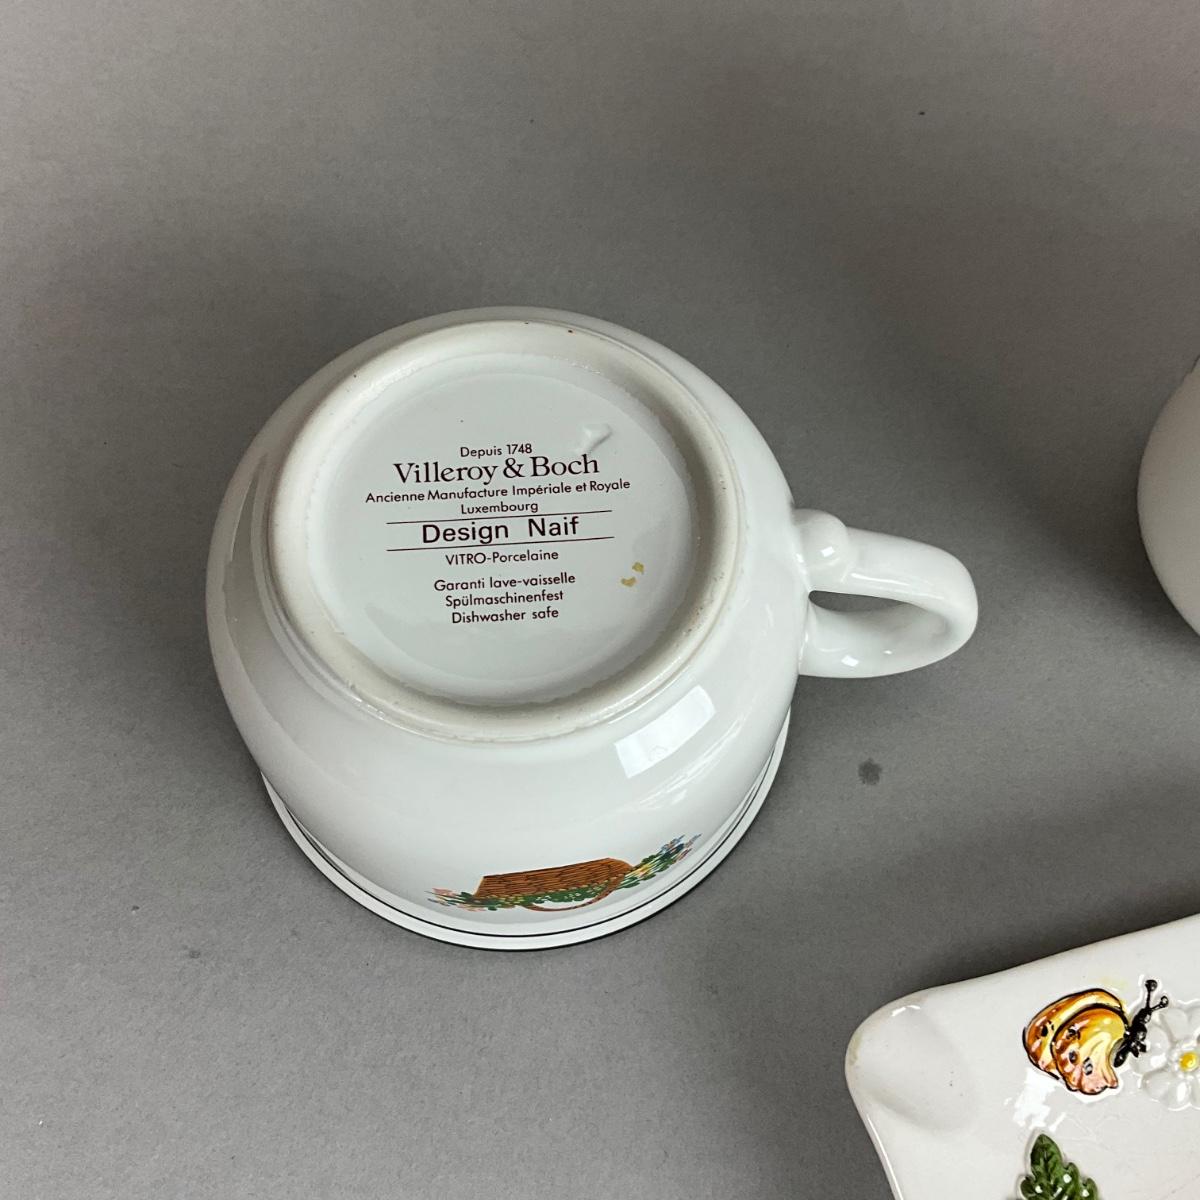 Depuis 1748
Villeroy & Boch
Ancienne Manufacture Impériale et Royale
Luxembourg
Design Naif
VITRO-Porcelaine
Garanti lave-vaisselle
Spülmaschinenfest
Dishwasher safe